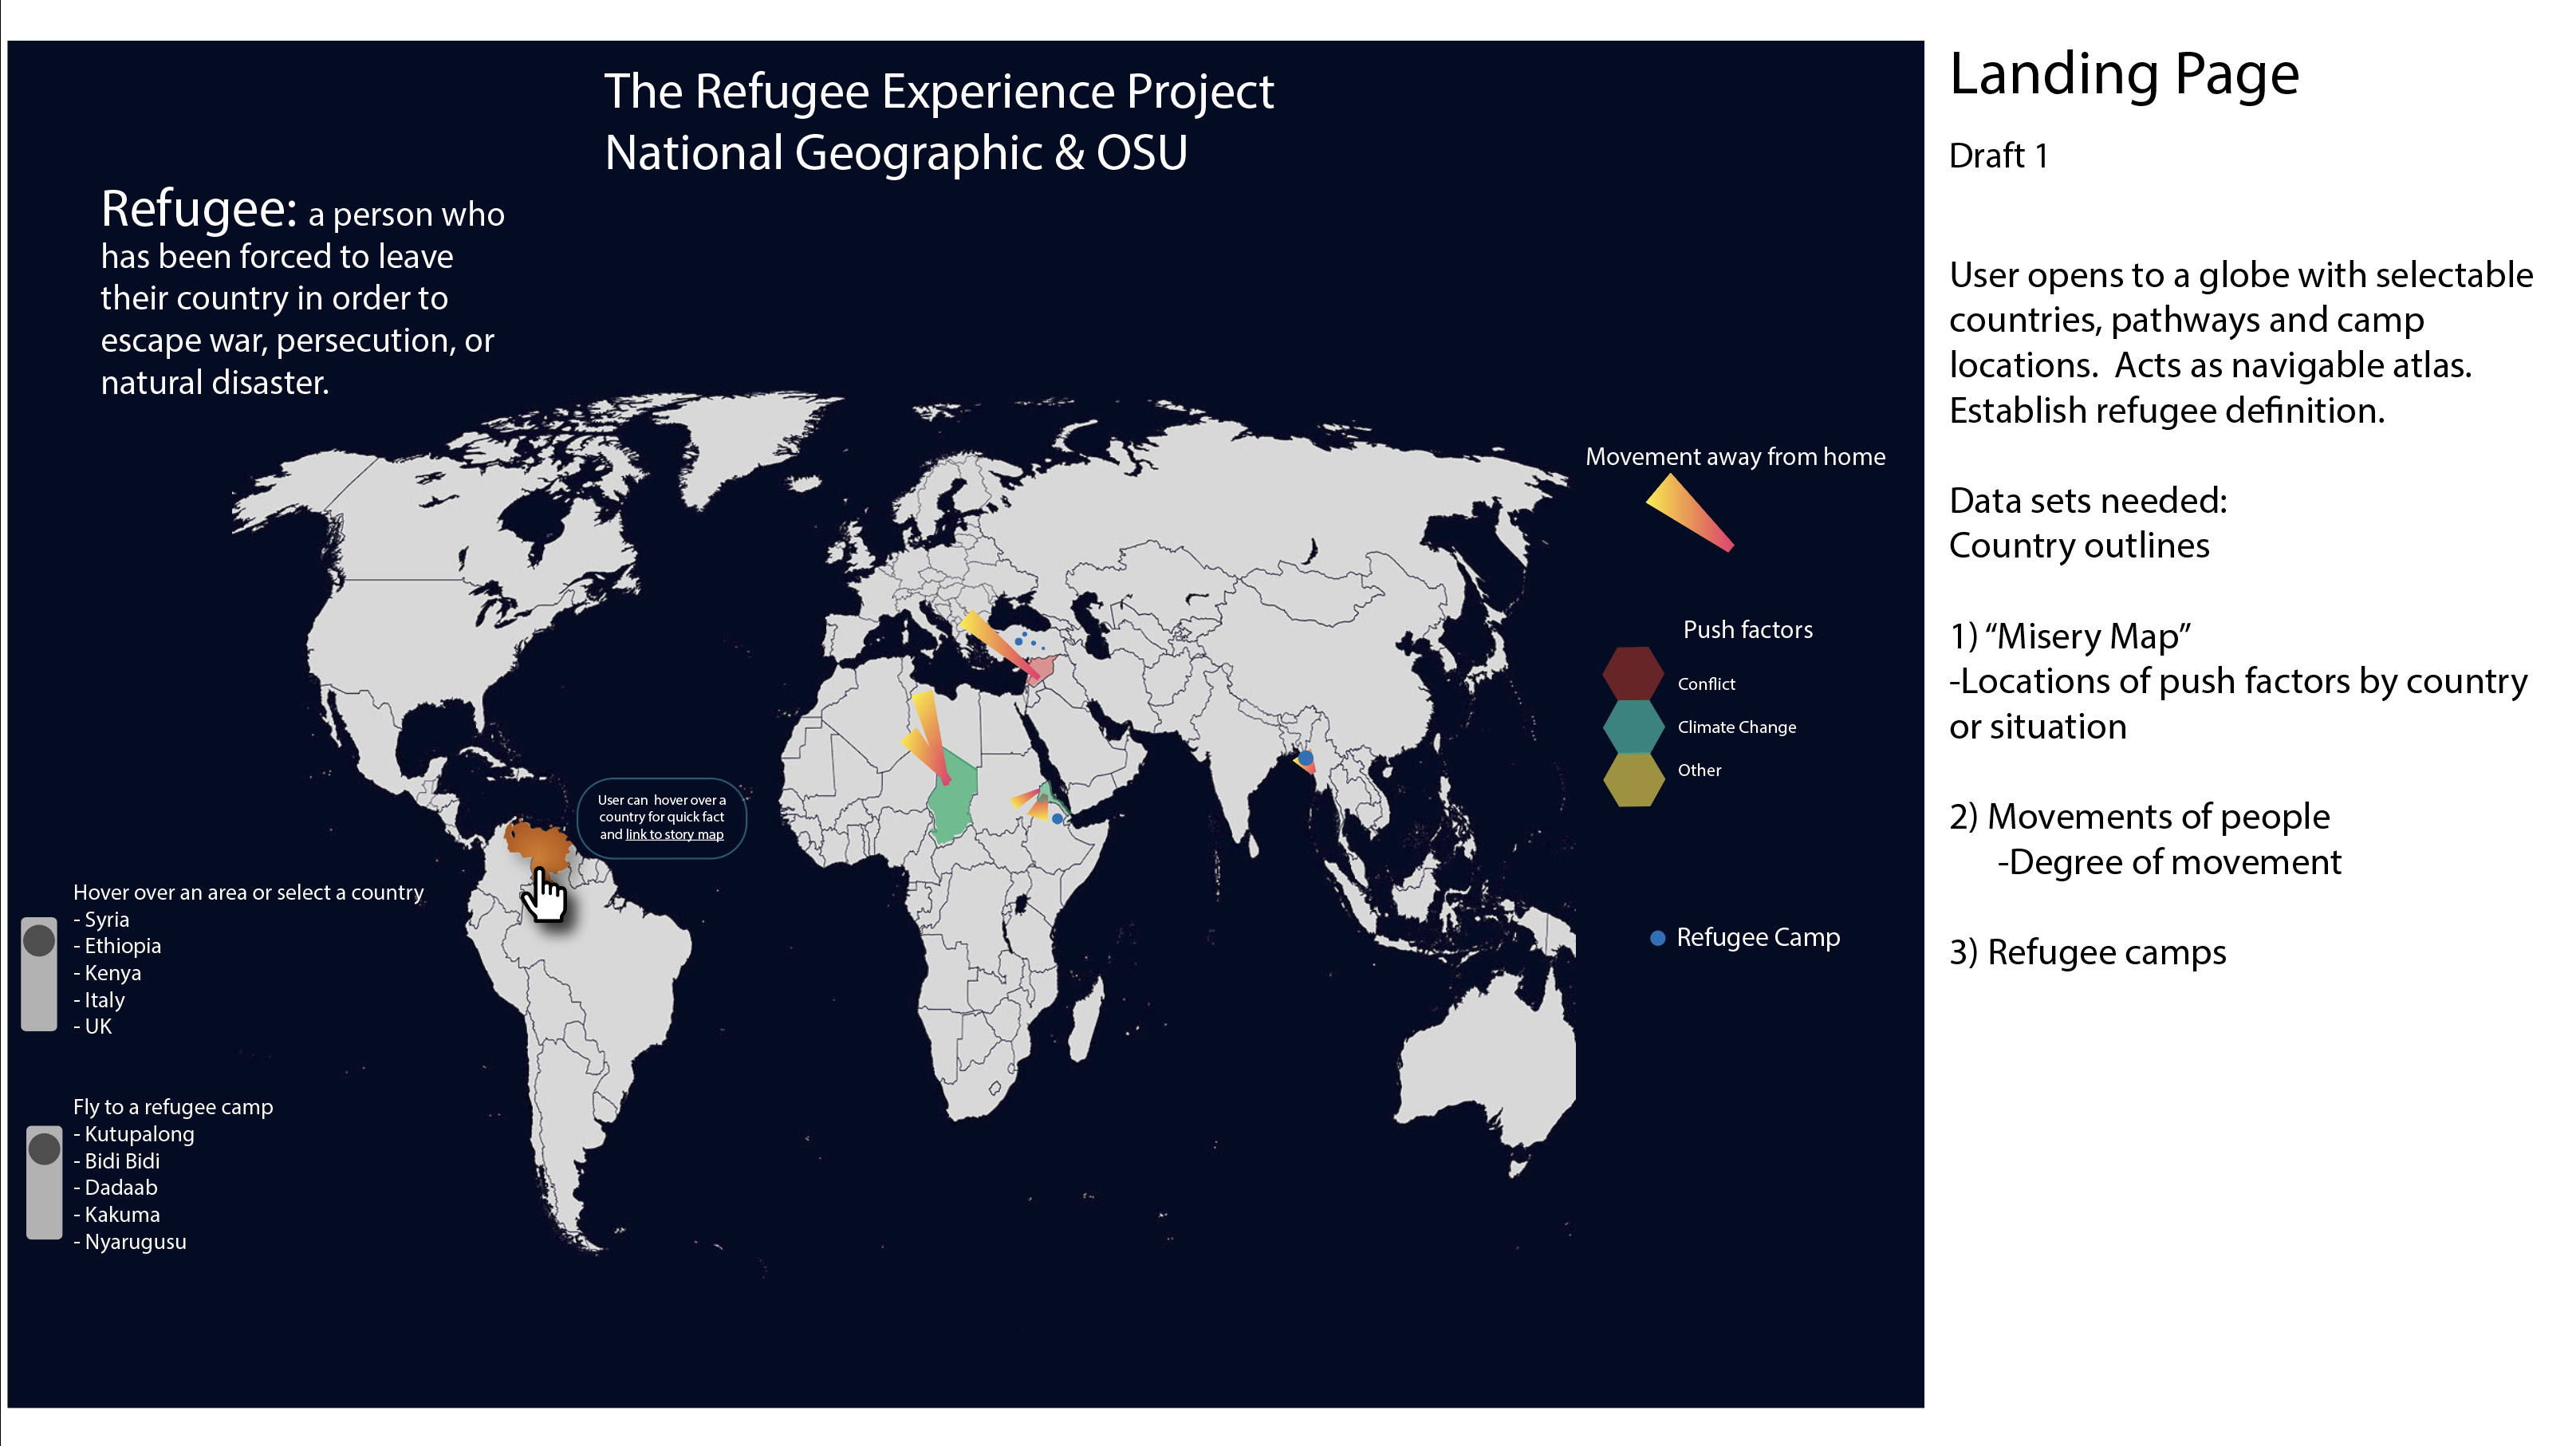 The Refugee Experience Project
National Geographic & OSU
Refugee: a person who
has been forced to leave
their country in order to
escape war, persecution, or
natural disaster.
Movement away from home
Push factors
Conflict
Climate Change
Other
User can hover over a
country for quick fact
and link to story map
Hover over an area or select a country
- Syria
- Ethiopia
- Kenya
- Italy
- UK
Refugee Camp
Fly to a refugee camp
- Kutupalong
- Bidi Bidi
- Dadaab
- Kakuma
- Nyarugusu
Landing Page
Draft 1
User opens to a globe with selectable
countries, pathways and camp
locations. Acts as navigable atlas.
Establish refugee definition.
Data sets needed:
Country outlines
1) “Misery Map”
-Locations of push factors by country
or situation
2) Movements of people
-Degree of movement
3) Refugee camps